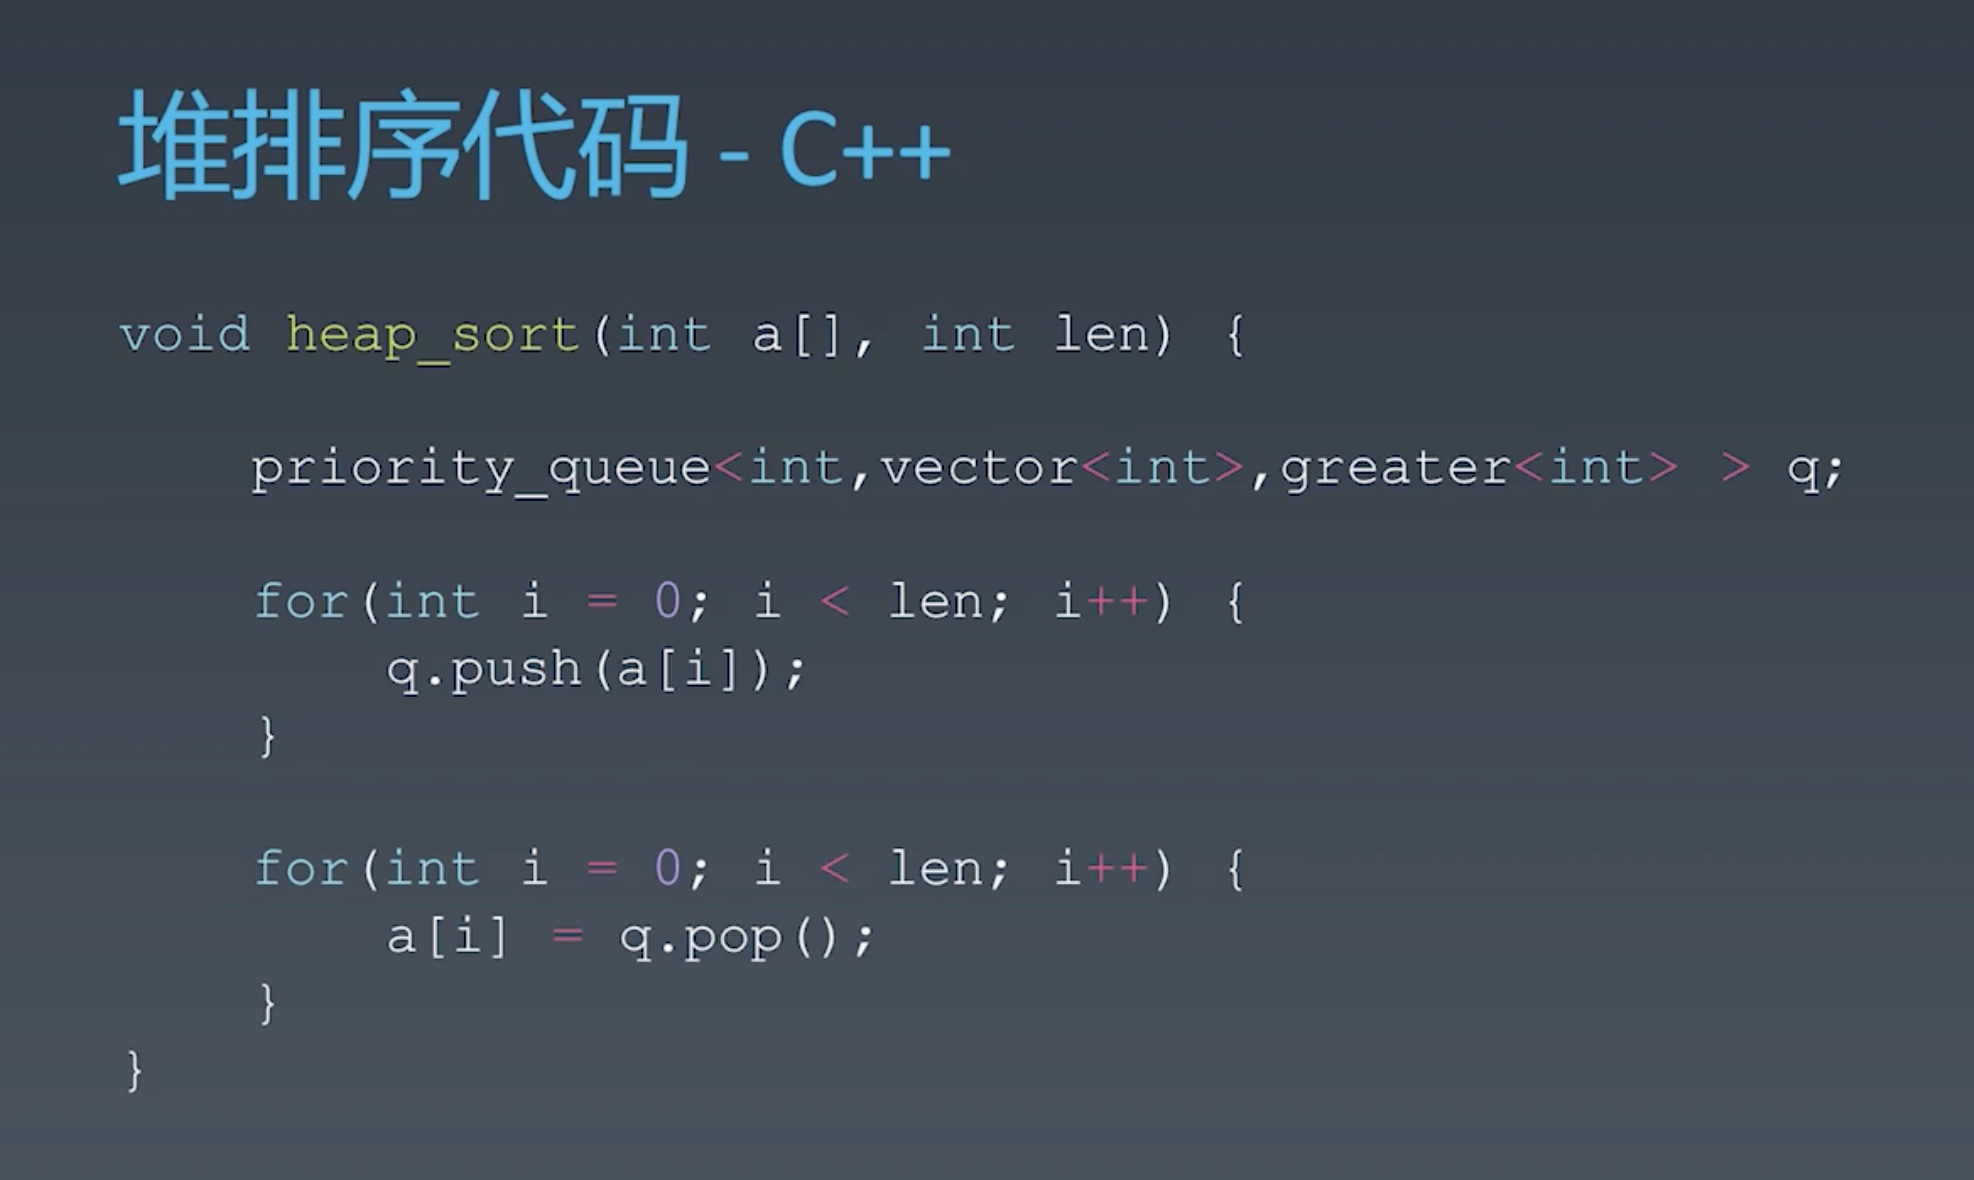 堆排序代码 - C++
void heap_sort(int a[], int len) {
priority_queue<int,vector<int>,greater<int> > q;
for(int i = 0; i < len; i++) {
q.push(a[i]);
}
for(int i = 0; i < len; i++) {
a[i] = q.pop();
}
}